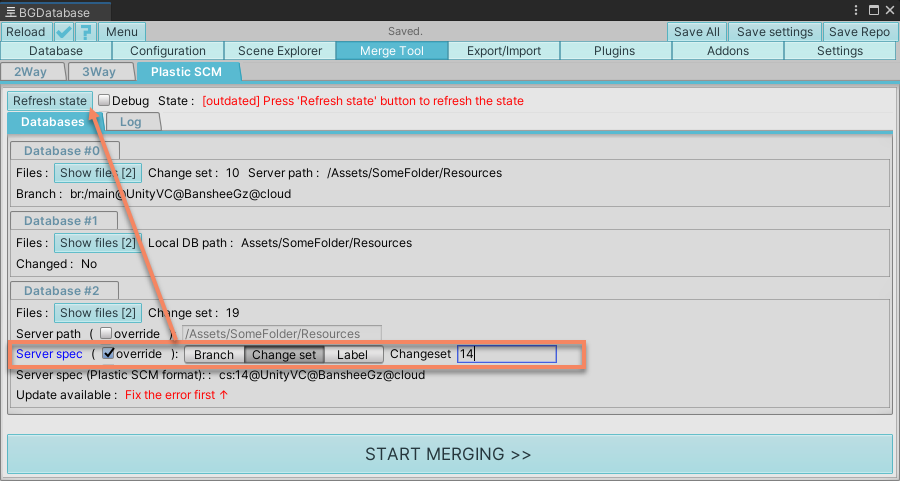 BGDatabase
Reload ? Menu Saved. Save All Save settings Save Repo
Database Configuration Scene Explorer Merge Tool Export/Import Plugins Addons Settings
2Way 3Way Plastic SCM
Refresh state Debug State : [outdated] Press 'Refresh state' button to refresh the state
Databases Log
Database #0
Files : Show files [2] Change set : 10 Server path : /Assets/SomeFolder/Resources
Branch : br:/main@UnityVC@BansheeGz@cloud
Database #1
Files : Show files [2] Local DB path : Assets/SomeFolder/Resources
Changed : No
Database #2
Files : Show files [2] Change set : 19
Server path ( override ) /Assets/SomeFolder/Resources
Server spec ( override ): Branch Change set Label Changeset 14
Server spec (Plastic SCM format): : cs:14@UnityVC@BansheeGz@cloud
Update available : Fix the error first ↑
START MERGING >>